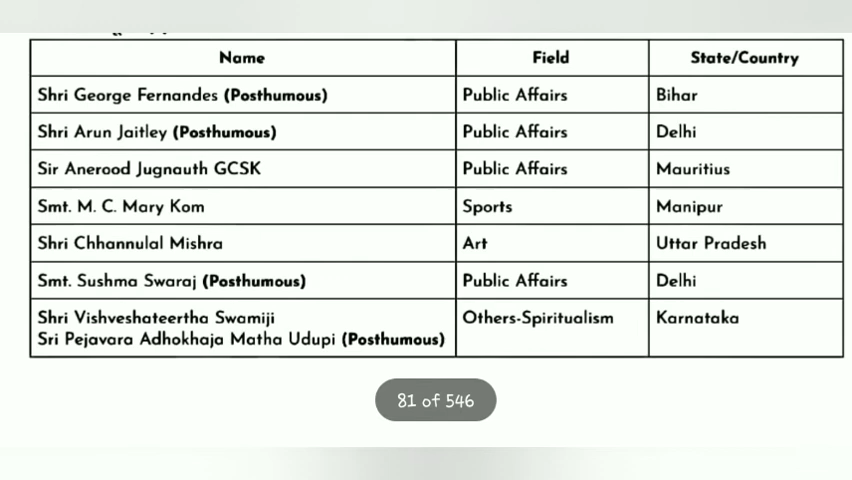 Name Field State/Country
Shri George Fernandes (Posthumous) Public Affairs Bihar
Shri Arun Jaitley (Posthumous) Public Affairs Delhi
Sir Anerood Jugnauth GCSK Public Affairs Mauritius
Smt. M. C. Mary Kom Sports Manipur
Shri Chhannulal Mishra Art Uttar Pradesh
Smt. Sushma Swaraj (Posthumous) Public Affairs Delhi
Shri Vishveshateertha Swamiji Others-Spiritualism Karnataka
Sri Pejavara Adhokhaja Matha Udupi (Posthumous)
81 of 546